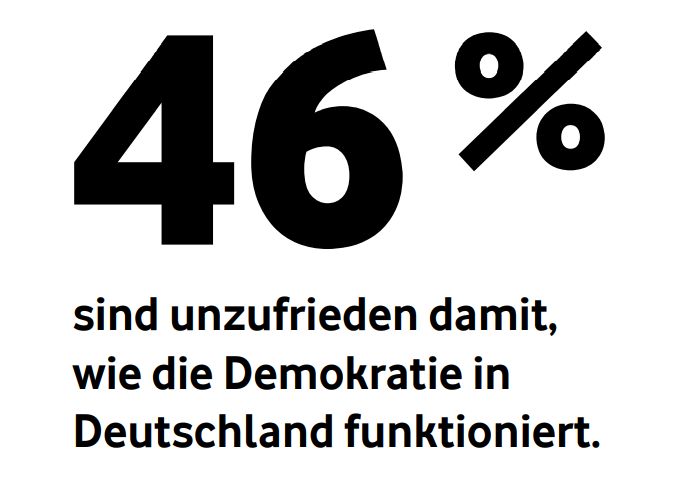 46 %
sind unzufrieden damit,
wie die Demokratie in
Deutschland funktioniert.